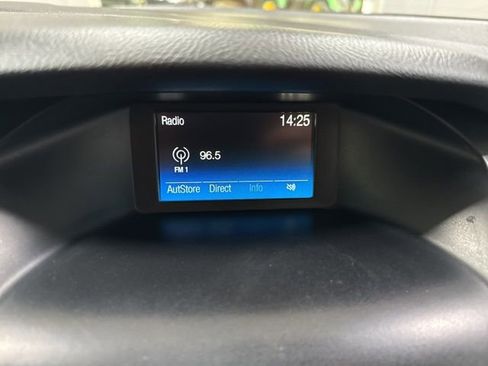 Radio 14:25
96.5
FM 1
AutStore Direct Info